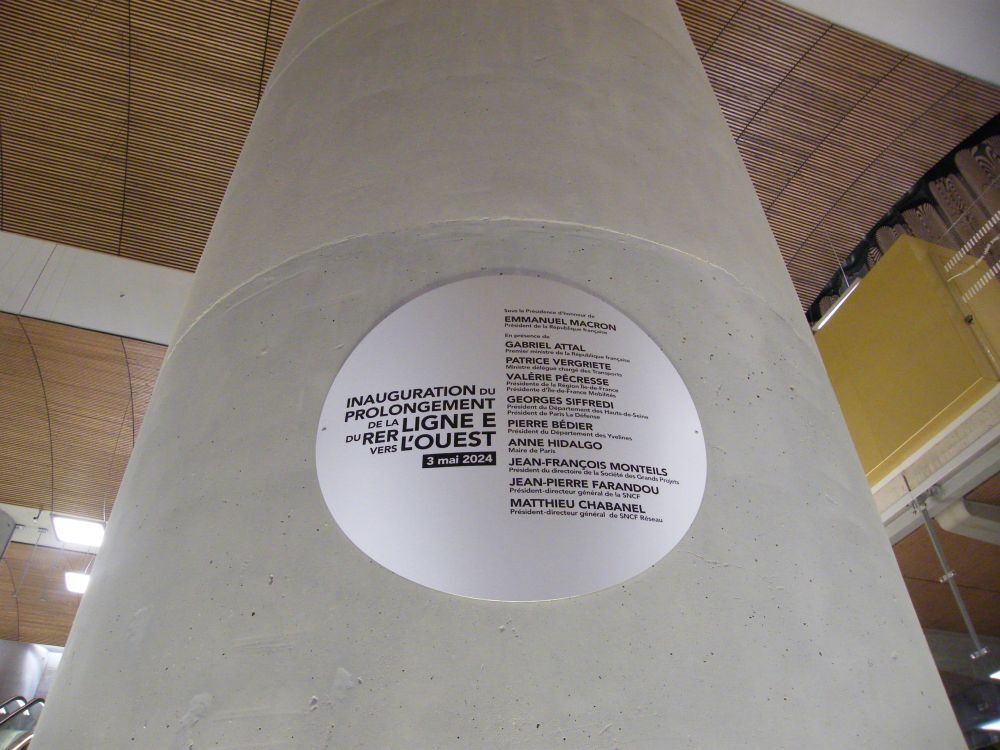 INAUGURATION DU
PROLONGEMENT
DE LA LIGNE E
DU RER
VERS L'OUEST
3 mai 2024
Sous la Présidence d'honneur de
EMMANUEL MACRON
Président de la République française
En présence de
GABRIEL ATTAL
Premier ministre de la République française
PATRICE VERGRIETE
Ministre délégué chargé des Transports
VALÉRIE PÉCRESSE
Présidente de la Région Île-de-France
Présidente d'Île-de-France Mobilités
GEORGES SIFFREDI
Président du Département des Hauts-de-Seine
Président de Paris La Défense
PIERRE BÉDIER
Président du Département des Yvelines
ANNE HIDALGO
Maire de Paris
JEAN-FRANÇOIS MONTEILS
Président du directoire de la Société des Grands Projets
JEAN-PIERRE FARANDOU
Président-directeur général de la SNCF
MATTHIEU CHABANEL
Président-directeur général de SNCF Réseau